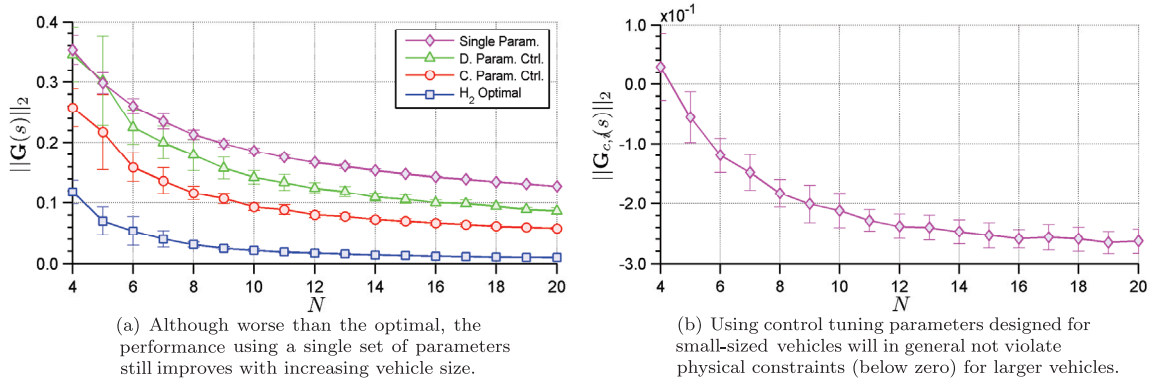 0.4
0.3
0.2
0.1
0.0
||G(s)||₂
4 6 8 10 12 14 16 18 20
N
Single Param.
D. Param. Ctrl.
C. Param. Ctrl.
H₂ Optimal
(a) Although worse than the optimal, the
performance using a single set of parameters
still improves with increasing vehicle size.
×10⁻¹
1.0
0.0
-1.0
-2.0
-3.0
||G_{c,i}(s)||₂
4 6 8 10 12 14 16 18 20
N
(b) Using control tuning parameters designed for
small-sized vehicles will in general not violate
physical constraints (below zero) for larger vehicles.